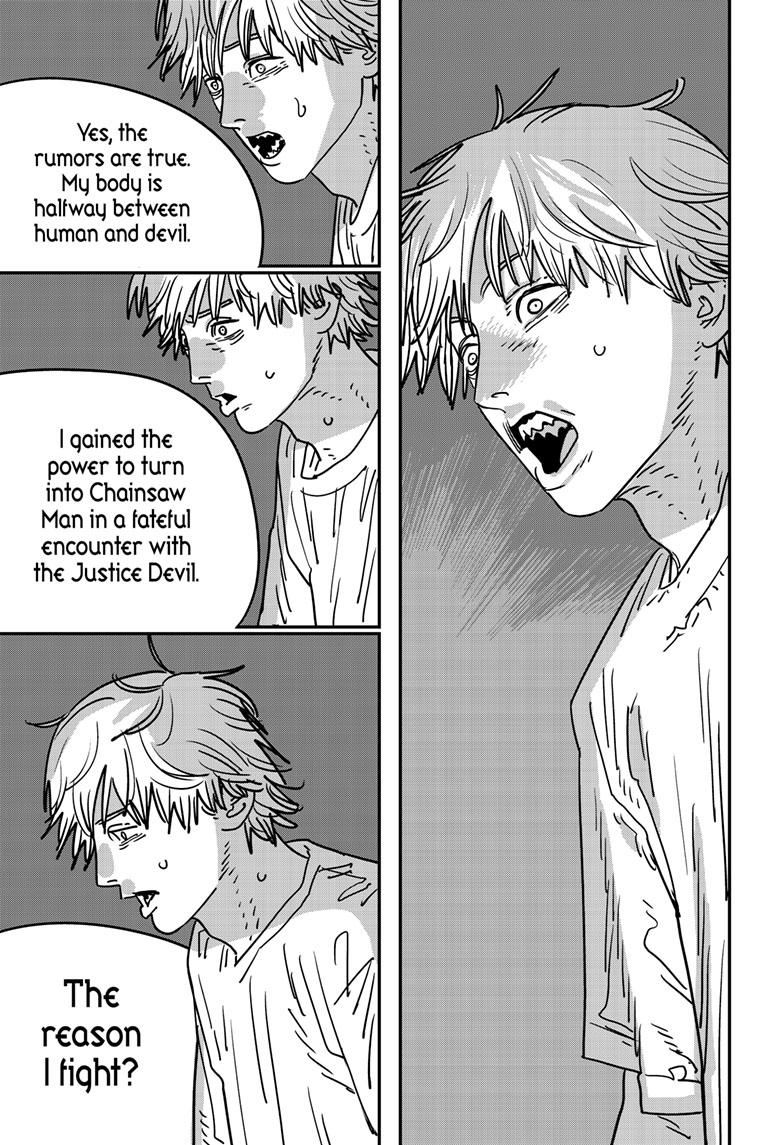 Yes, the
rumors are true.
My body is
halfway between
human and devil.
I gained the
power to turn
into Chainsaw
Man in a fateful
encounter with
the Justice Devil.
The
reason
I fight?